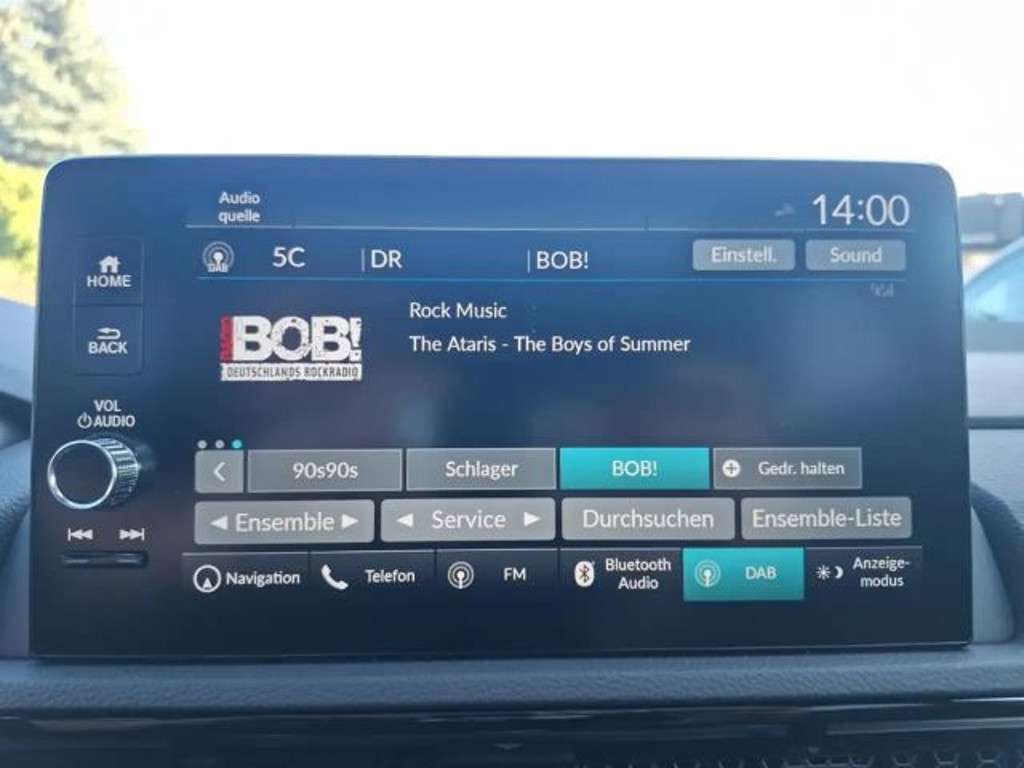 Audio
quelle
14:00
DAB
5C
DR
BOB!
Einstell.
Sound
HOME
BACK
VOL
AUDIO
Rock Music
The Ataris - The Boys of Summer
RADIO
BOB!
DEUTSCHLANDS ROCKRADIO
90s90s
Schlager
BOB!
Gedr. halten
Ensemble
Service
Durchsuchen
Ensemble-Liste
Navigation
Telefon
FM
Bluetooth
Audio
DAB
Anzeige-
modus